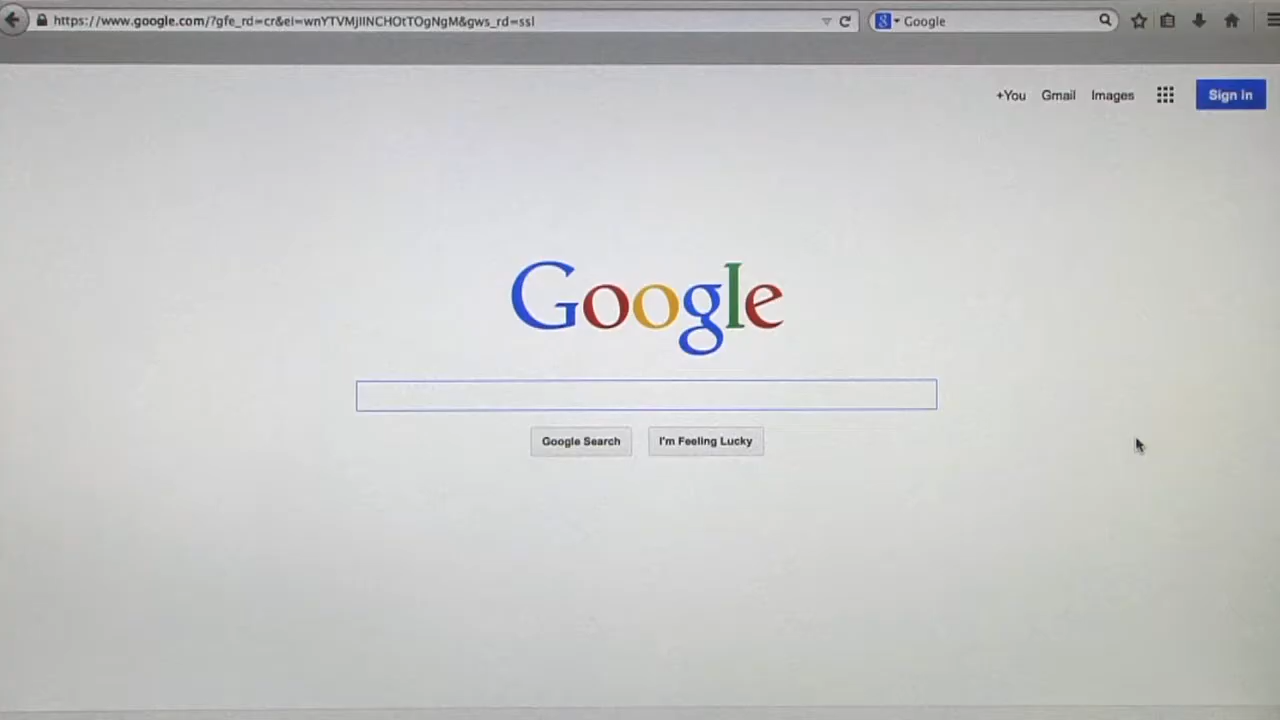 https://www.google.com/?gfe_rd=cr&ei=wnYTVMjlINCHOtTOgNgM&gws_rd=ssl
Google
+You Gmail Images Sign in
Google
Google Search I'm Feeling Lucky